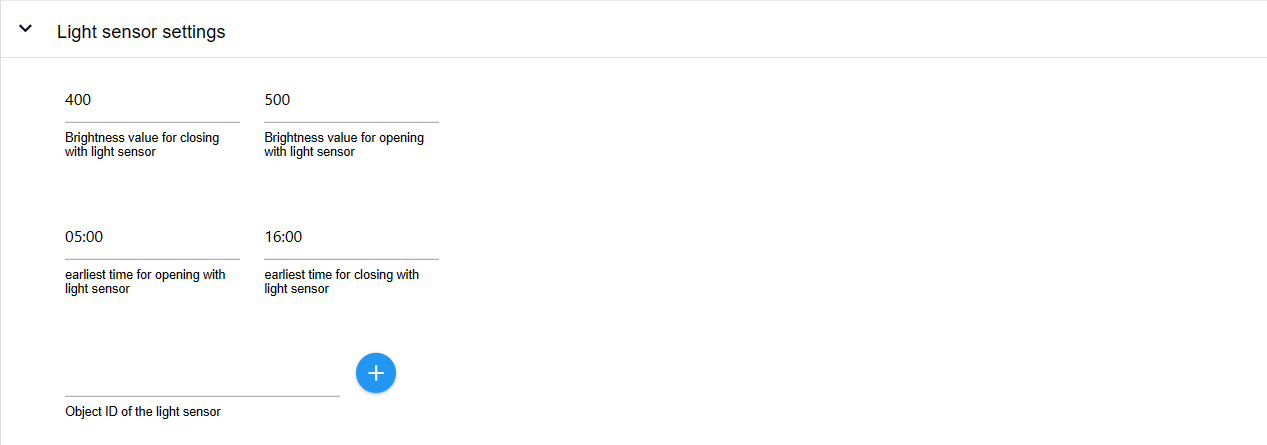 Light sensor settings
400
500
Brightness value for closing
with light sensor
Brightness value for opening
with light sensor
05:00
16:00
earliest time for opening with
light sensor
earliest time for closing with
light sensor
Object ID of the light sensor